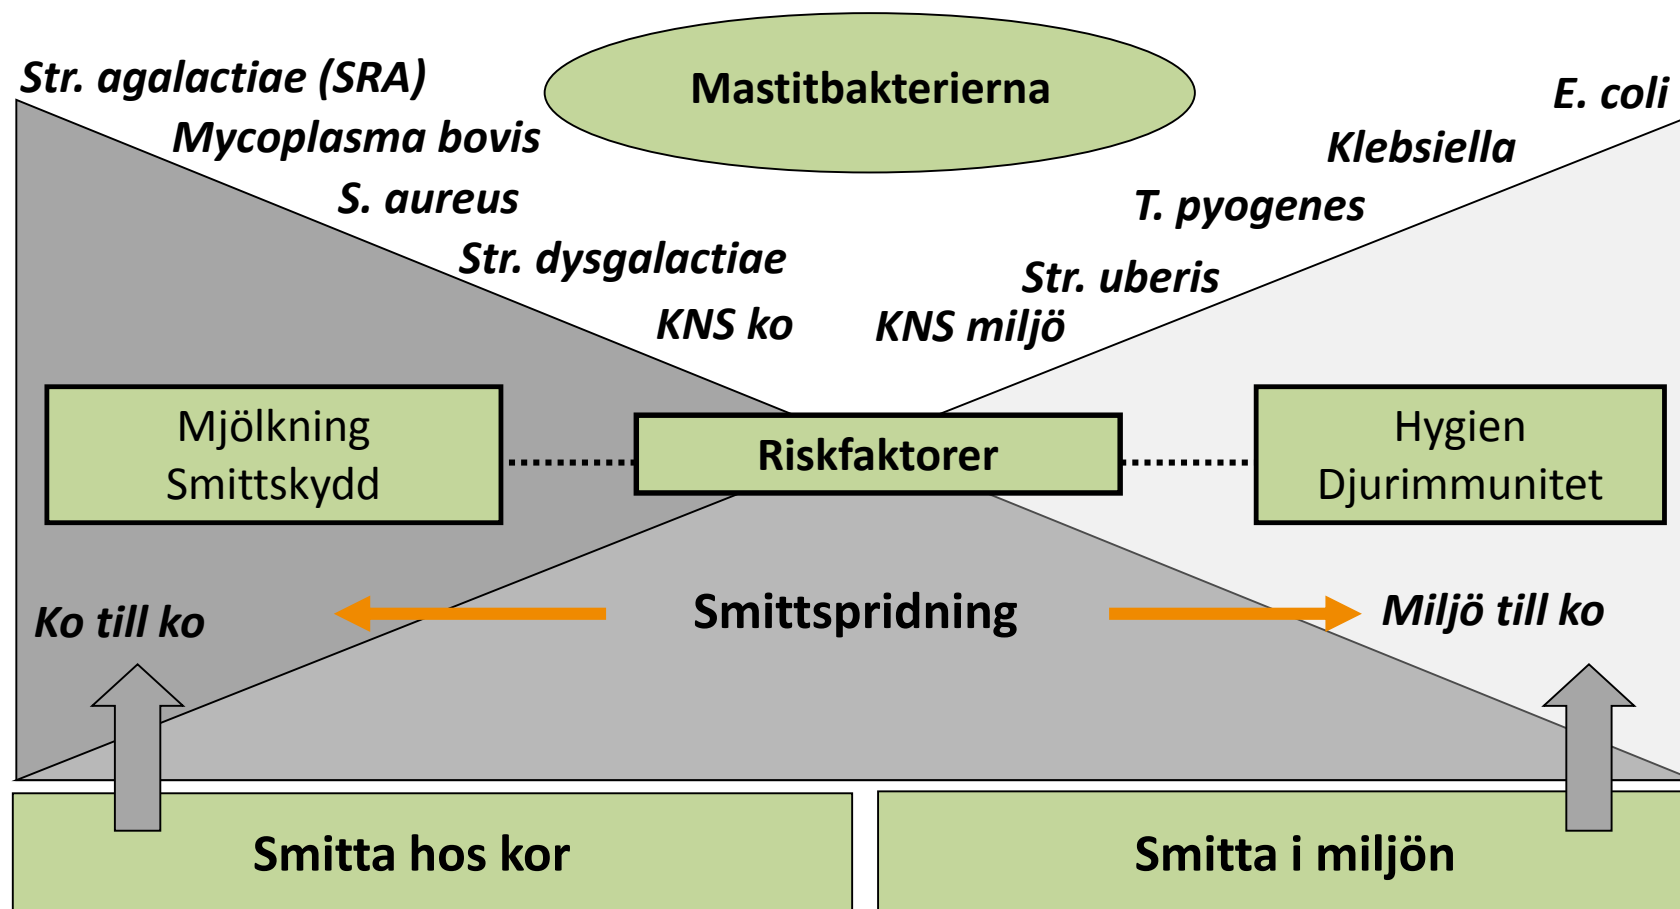 Mastitbakterierna
Str. agalactiae (SRA)
Mycoplasma bovis
S. aureus
Str. dysgalactiae
KNS ko
E. coli
Klebsiella
T. pyogenes
Str. uberis
KNS miljö
Mjölkning
Smittskydd
Riskfaktorer
Hygien
Djurimmunitet
Ko till ko
Smittspridning
Miljö till ko
Smitta hos kor
Smitta i miljön